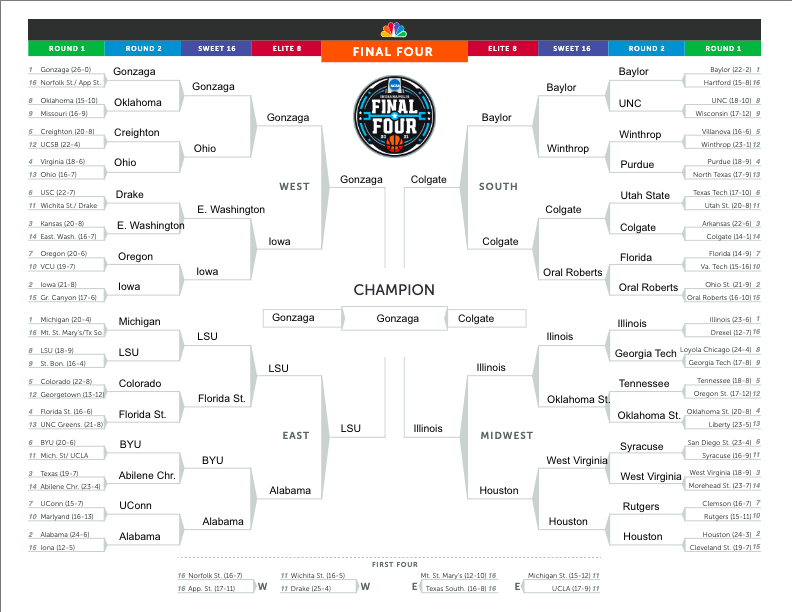 ROUND 1 ROUND 2 SWEET 16 ELITE 8 FINAL FOUR ELITE 8 SWEET 16 ROUND 2 ROUND 1
1 Gonzaga (26-0)
16 Norfolk St./ App St.
8 Oklahoma (15-10)
9 Missouri (16-9)
5 Creighton (20-8)
12 UCSB (22-4)
4 Virginia (18-6)
13 Ohio (16-7)
6 USC (22-7)
11 Wichita St./ Drake
3 Kansas (20-8)
14 East. Wash. (16-7)
7 Oregon (20-6)
10 VCU (19-7)
2 Iowa (21-8)
15 Gr. Canyon (17-6)
Gonzaga
Oklahoma
Creighton
Ohio
Drake
E. Washington
Oregon
Iowa
Gonzaga
Ohio
E. Washington
Iowa
Gonzaga
Iowa
WEST
Gonzaga
1 Michigan (20-4)
16 Mt. St. Mary's/Tx So.
8 LSU (18-9)
9 St. Bon. (16-4)
5 Colorado (22-8)
12 Georgetown (13-12)
4 Florida St. (16-6)
13 UNC Greens. (21-8)
6 BYU (20-6)
11 Mich. St/ UCLA
3 Texas (19-7)
14 Abilene Chr. (23-4)
7 UConn (15-7)
10 Marlyand (16-13)
2 Alabama (24-6)
15 Iona (12-5)
Michigan
LSU
Colorado
Florida St.
BYU
Abilene Chr.
UConn
Alabama
LSU
Florida St.
BYU
Alabama
LSU
Alabama
EAST
LSU
NCAA
INDIANAPOLIS
FINAL
FOUR
20 21
CHAMPION
Gonzaga Gonzaga Colgate
Colgate
SOUTH
Baylor
Colgate
Baylor
Winthrop
Colgate
Oral Roberts
Baylor
UNC
Winthrop
Purdue
Utah State
Colgate
Florida
Oral Roberts
Baylor (22-2) 1
Hartford (15-8) 16
UNC (18-10) 8
Wisconsin (17-12) 9
Villanova (16-6) 5
Winthrop (23-1) 12
Purdue (18-9) 4
North Texas (17-9) 13
Texas Tech (17-10) 6
Utah St. (20-8) 11
Arkansas (22-6) 3
Colgate (14-1) 14
Florida (14-9) 7
Va. Tech (15-16) 10
Ohio St. (21-9) 2
Oral Roberts (16-10) 15
Illinois
MIDWEST
Illinois
Houston
Illinois
Oklahoma St.
West Virginia
Houston
Illinois
Georgia Tech
Tennessee
Oklahoma St.
Syracuse
West Virginia
Rutgers
Houston
Illinois (23-6) 1
Drexel (12-7) 16
Loyola Chicago (24-4) 8
Georgia Tech (17-8) 9
Tennessee (18-8) 5
Oregon St. (17-12) 12
Oklahoma St. (20-8) 4
Liberty (23-5) 13
San Diego St. (23-4) 6
Syracuse (16-9) 11
West Virginia (18-9) 3
Morehead St. (23-7) 14
Clemson (16-7) 7
Rutgers (15-11) 10
Houston (24-3) 2
Cleveland St. (19-7) 15
FIRST FOUR
16 Norfolk St. (16-7)
16 App. St. (17-11)
W
11 Wichita St. (16-5)
11 Drake (25-4)
W
E
Mt. St. Mary's (12-10) 16
Texas South. (16-8) 16
E
Michigan St. (15-12) 11
UCLA (17-9) 11